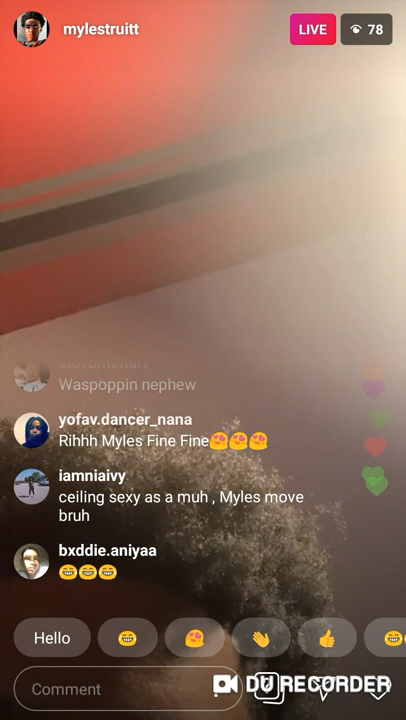 mylestruitt
LIVE 78
Waspoppin nephew
yofav.dancer_nana
Rihhh Myles Fine Fine😍😍😍
iamniaivy
ceiling sexy as a muh , Myles move
bruh
bxddie.aniyaa
😂😂😂
Hello 😂 😍 👏 👍 😂
Comment
DU RECORDER